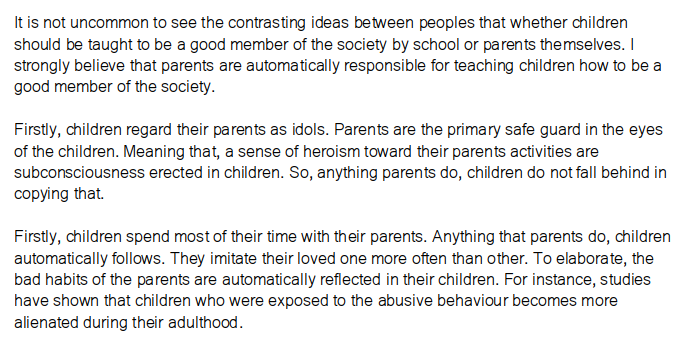 It is not uncommon to see the contrasting ideas between peoples that whether children
should be taught to be a good member of the society by school or parents themselves. I
strongly believe that parents are automatically responsible for teaching children how to be a
good member of the society.
Firstly, children regard their parents as idols. Parents are the primary safe guard in the eyes
of the children. Meaning that, a sense of heroism toward their parents activities are
subconsciousness erected in children. So, anything parents do, children do not fall behind in
copying that.
Firstly, children spend most of their time with their parents. Anything that parents do, children
automatically follows. They imitate their loved one more often than other. To elaborate, the
bad habits of the parents are automatically reflected in their children. For instance, studies
have shown that children who were exposed to the abusive behaviour becomes more
alienated during their adulthood.